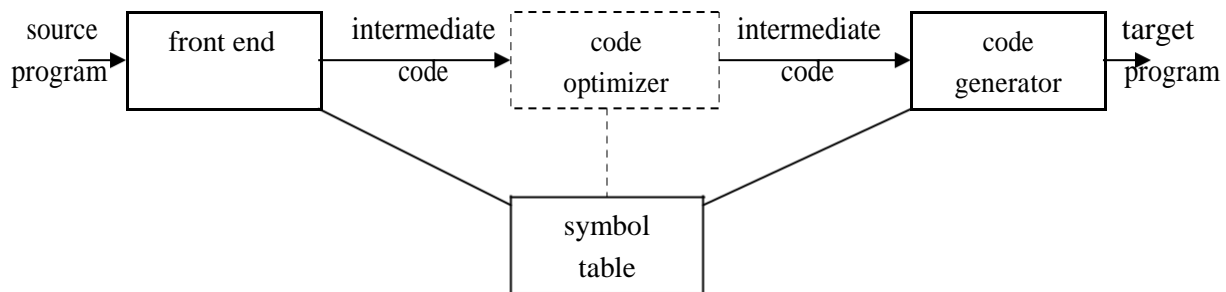 source
program
front end
intermediate
code
code
optimizer
intermediate
code
code
generator
target
program
symbol
table